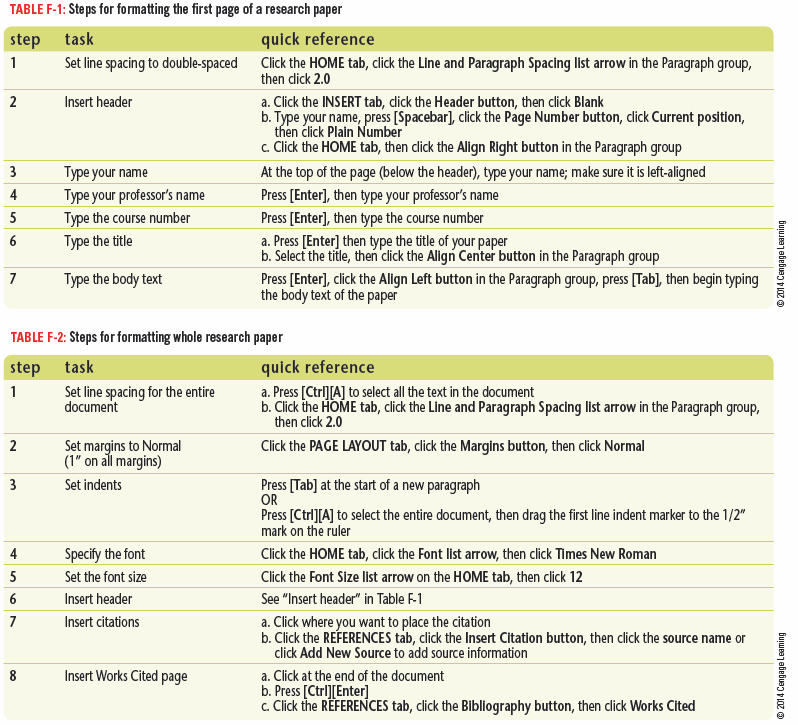 TABLE F-1: Steps for formatting the first page of a research paper
step task quick reference
1 Set line spacing to double-spaced Click the HOME tab, click the Line and Paragraph Spacing list arrow in the Paragraph group,
then click 2.0
2 Insert header a. Click the INSERT tab, click the Header button, then click Blank
b. Type your name, press [Spacebar], click the Page Number button, click Current position,
then click Plain Number
c. Click the HOME tab, then click the Align Right button in the Paragraph group
3 Type your name At the top of the page (below the header), type your name; make sure it is left-aligned
4 Type your professor's name Press [Enter], then type your professor's name
5 Type the course number Press [Enter], then type the course number
6 Type the title a. Press [Enter] then type the title of your paper
b. Select the title, then click the Align Center button in the Paragraph group
7 Type the body text Press [Enter], click the Align Left button in the Paragraph group, press [Tab], then begin typing
the body text of the paper
© 2014 Cengage Learning
TABLE F-2: Steps for formatting whole research paper
step task quick reference
1 Set line spacing for the entire a. Press [Ctrl][A] to select all the text in the document
document b. Click the HOME tab, click the Line and Paragraph Spacing list arrow in the Paragraph group,
then click 2.0
2 Set margins to Normal Click the PAGE LAYOUT tab, click the Margins button, then click Normal
(1" on all margins)
3 Set indents Press [Tab] at the start of a new paragraph
OR
Press [Ctrl][A] to select the entire document, then drag the first line indent marker to the 1/2"
mark on the ruler
4 Specify the font Click the HOME tab, click the Font list arrow, then click Times New Roman
5 Set the font size Click the Font Size list arrow on the HOME tab, then click 12
6 Insert header See "Insert header" in Table F-1
7 Insert citations a. Click where you want to place the citation
b. Click the REFERENCES tab, click the Insert Citation button, then click the source name or
click Add New Source to add source information
8 Insert Works Cited page a. Click at the end of the document
b. Press [Ctrl][Enter]
c. Click the REFERENCES tab, click the Bibliography button, then click Works Cited
© 2014 Cengage Learning